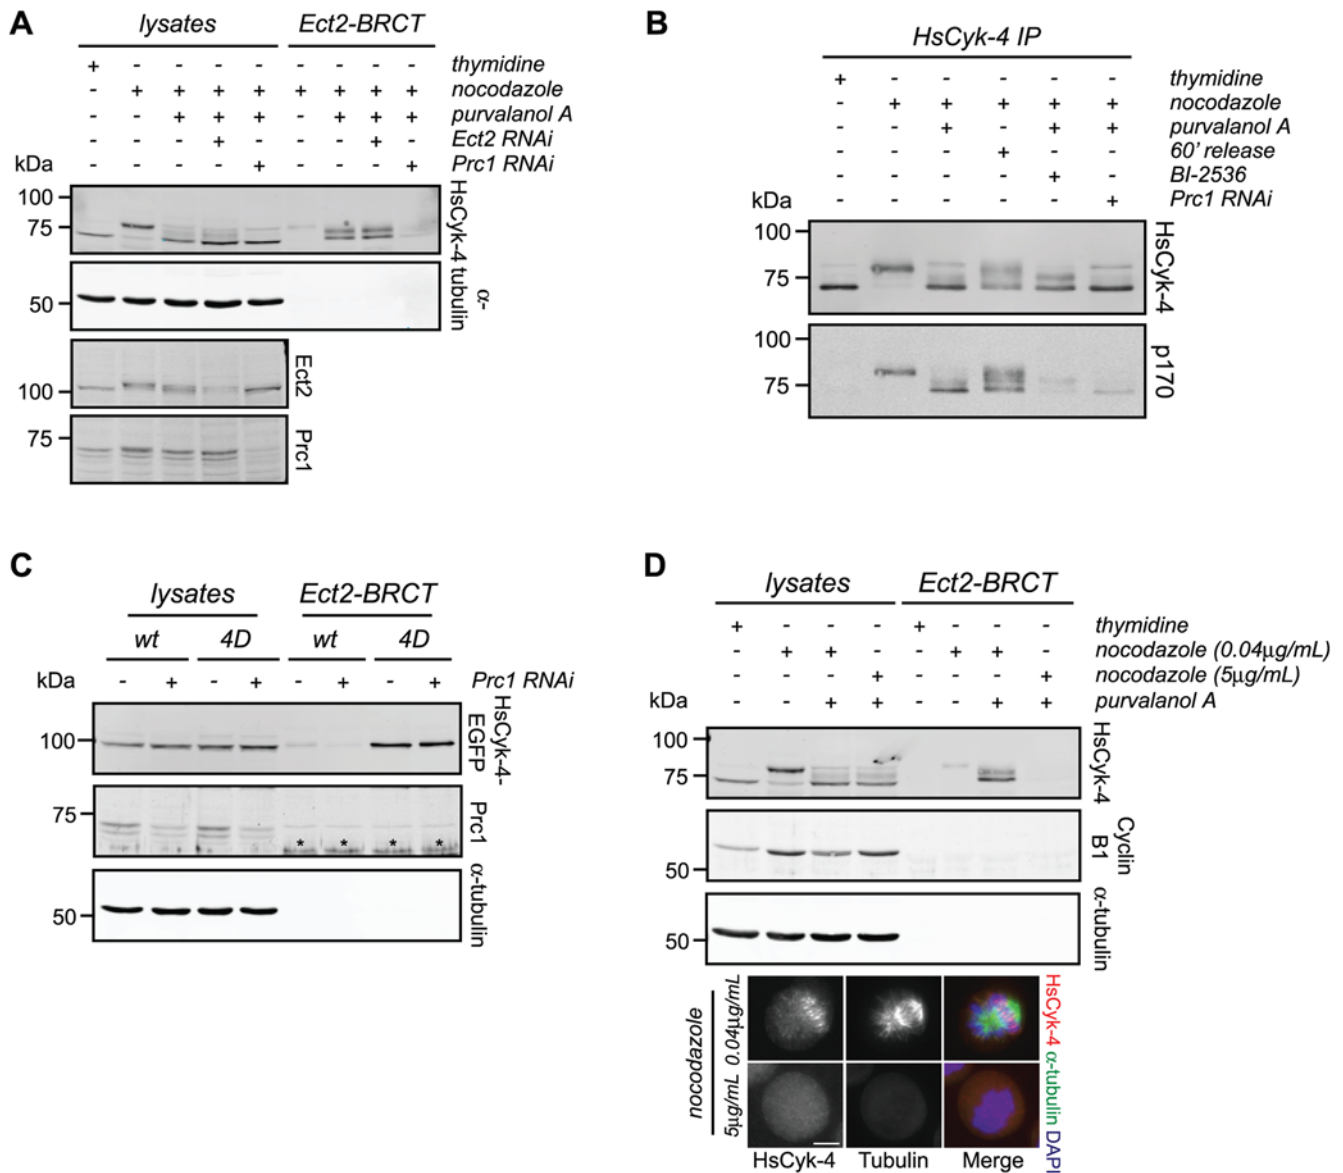 A
lysates Ect2-BRCT
+ - - - - - - - - thymidine
- + + + + + + + + nocodazole
- - + + + - + + + purvalanol A
- - - + - - - + - Ect2 RNAi
kDa - - - - + - - - + Prc1 RNAi
100
75
HsCyk-4
50
α-tubulin
100
Ect2
75
Prc1
B
HsCyk-4 IP
+ - - - - - thymidine
- + + + + + nocodazole
- - + - + + purvalanol A
- - - + - - 60' release
- - - - + - BI-2536
kDa - - - - - + Prc1 RNAi
100
75
HsCyk-4
100
75
p170
C
lysates Ect2-BRCT
wt 4D wt 4D
kDa - + - + - + - + Prc1 RNAi
100
HsCyk-4-EGFP
75
Prc1
* * * *
50
α-tubulin
D
lysates Ect2-BRCT
+ - - - + - - - thymidine
- + + - - + + - nocodazole (0.04µg/mL)
- - - + - - - + nocodazole (5µg/mL)
kDa - - + + - - + + purvalanol A
100
75
HsCyk-4
50
Cyclin B1
50
α-tubulin
nocodazole
0.04µg/mL
5µg/mL
HsCyk-4 Tubulin Merge
HsCyk-4 α-tubulin DAPI